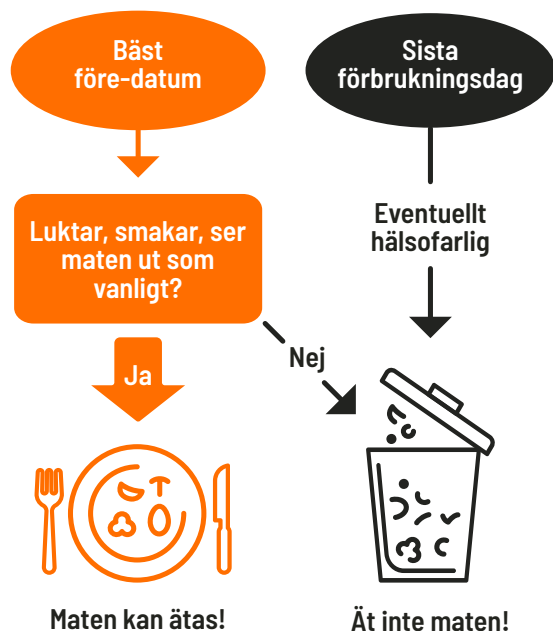 Bäst
före-datum
Sista
förbrukningsdag
Luktar, smakar, ser
maten ut som
vanligt?
Eventuellt
hälsofarlig
Ja
Nej
Maten kan ätas!
Ät inte maten!